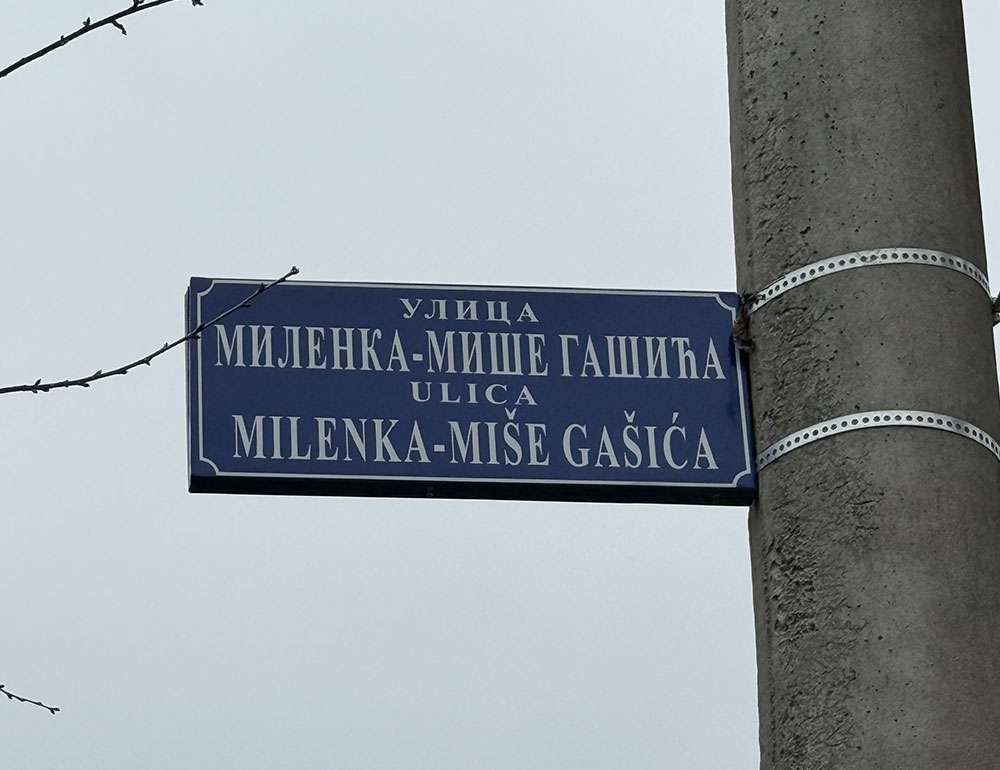 УЛИЦА
МИЛЕНКА-МИШЕ ГАШИЋА
ULICA
MILENKA-MIŠE GAŠIĆA